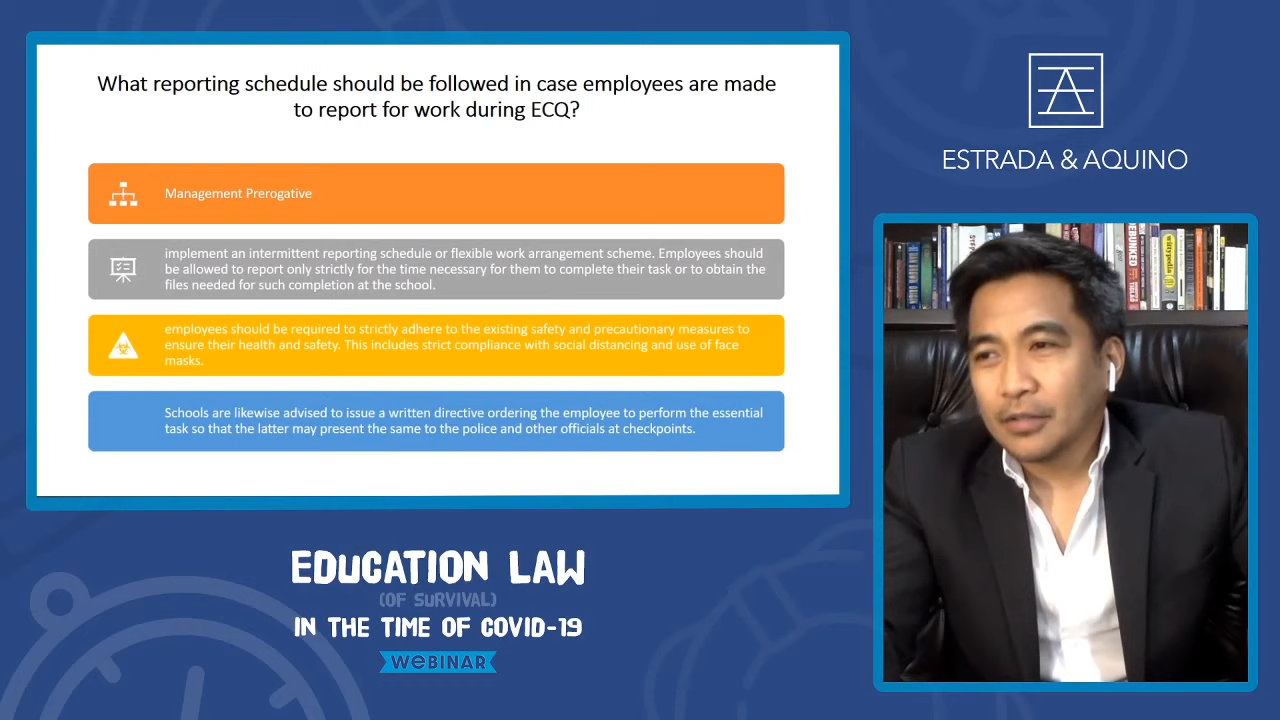 What reporting schedule should be followed in case employees are made
to report for work during ECQ?
Management Prerogative
implement an intermittent reporting schedule or flexible work arrangement scheme. Employees should
be allowed to report only strictly for the time necessary for them to complete their task or to obtain the
files needed for such completion at the school.
employees should be required to strictly adhere to the existing safety and precautionary measures to
ensure their health and safety. This includes strict compliance with social distancing and use of face
masks.
Schools are likewise advised to issue a written directive ordering the employee to perform the essential
task so that the latter may present the same to the police and other officials at checkpoints.
ESTRADA & AQUINO
EDUCATION LAW
(OF SURVIVAL)
IN THE TIME OF COVID-19
WEBINAR